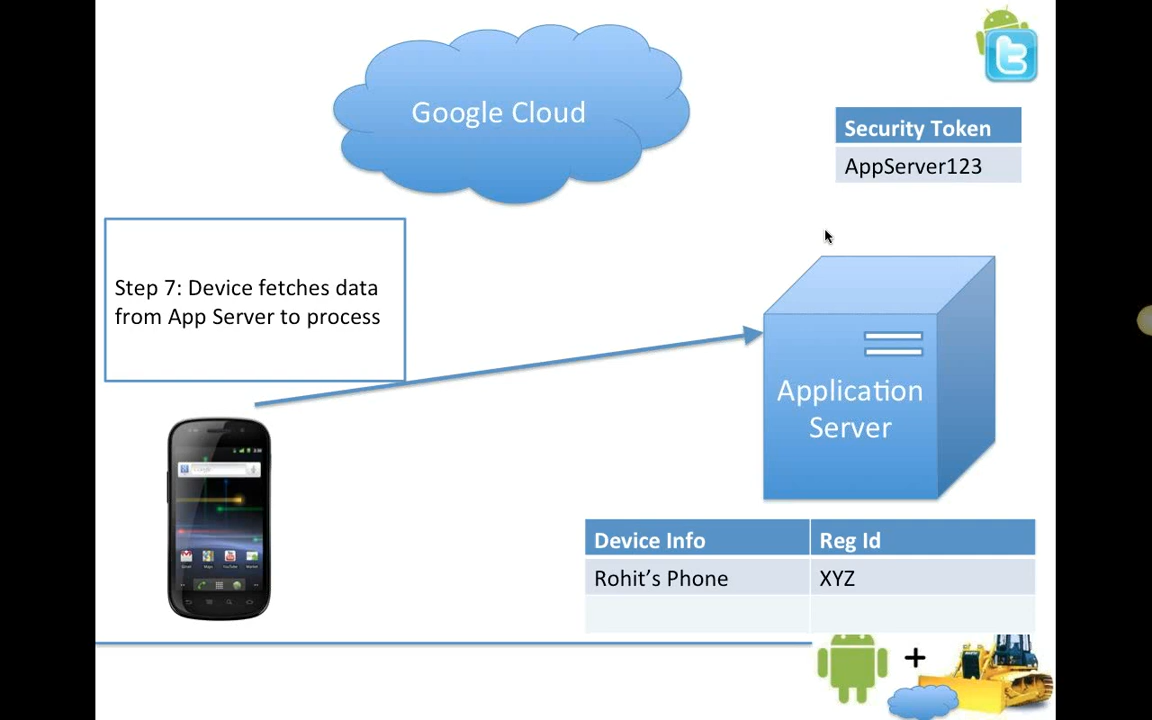 Google Cloud
Security Token
AppServer123
Step 7: Device fetches data
from App Server to process
Application
Server
Device Info
Reg Id
Rohit’s Phone
XYZ
+